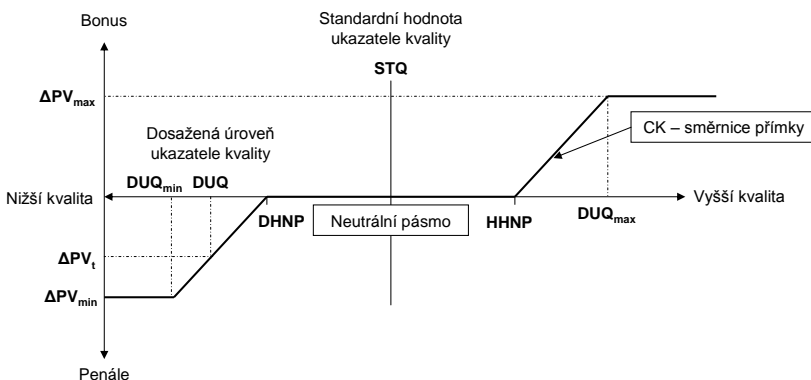 Bonus
Standardní hodnota
ukazatele kvality
STQ
ΔPVmax
CK – směrnice přímky
Dosažená úroveň
ukazatele kvality
DUQmin
DUQ
Nižší kvalita
Vyšší kvalita
DHNP
Neutrální pásmo
HHNP
DUQmax
ΔPVt
ΔPVmin
Penále